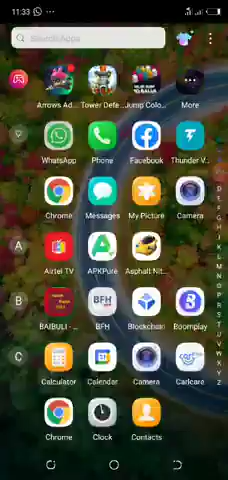 11:33
Search Apps
Arrows Ad... Tower Defe... Jump Colo... More
WhatsApp Phone Facebook Thunder V...
Chrome Messages My Picture Camera
A
Airtel TV APKPure Asphalt Nit...
B
BAIBULI - ... BFH Blockchain Boomplay
C
Calculator Calendar Camera Carlcare
Chrome Clock Contacts
A
B
C
D
E
F
G
H
I
J
K
L
M
N
O
P
Q
R
S
T
U
V
W
X
Y
Z